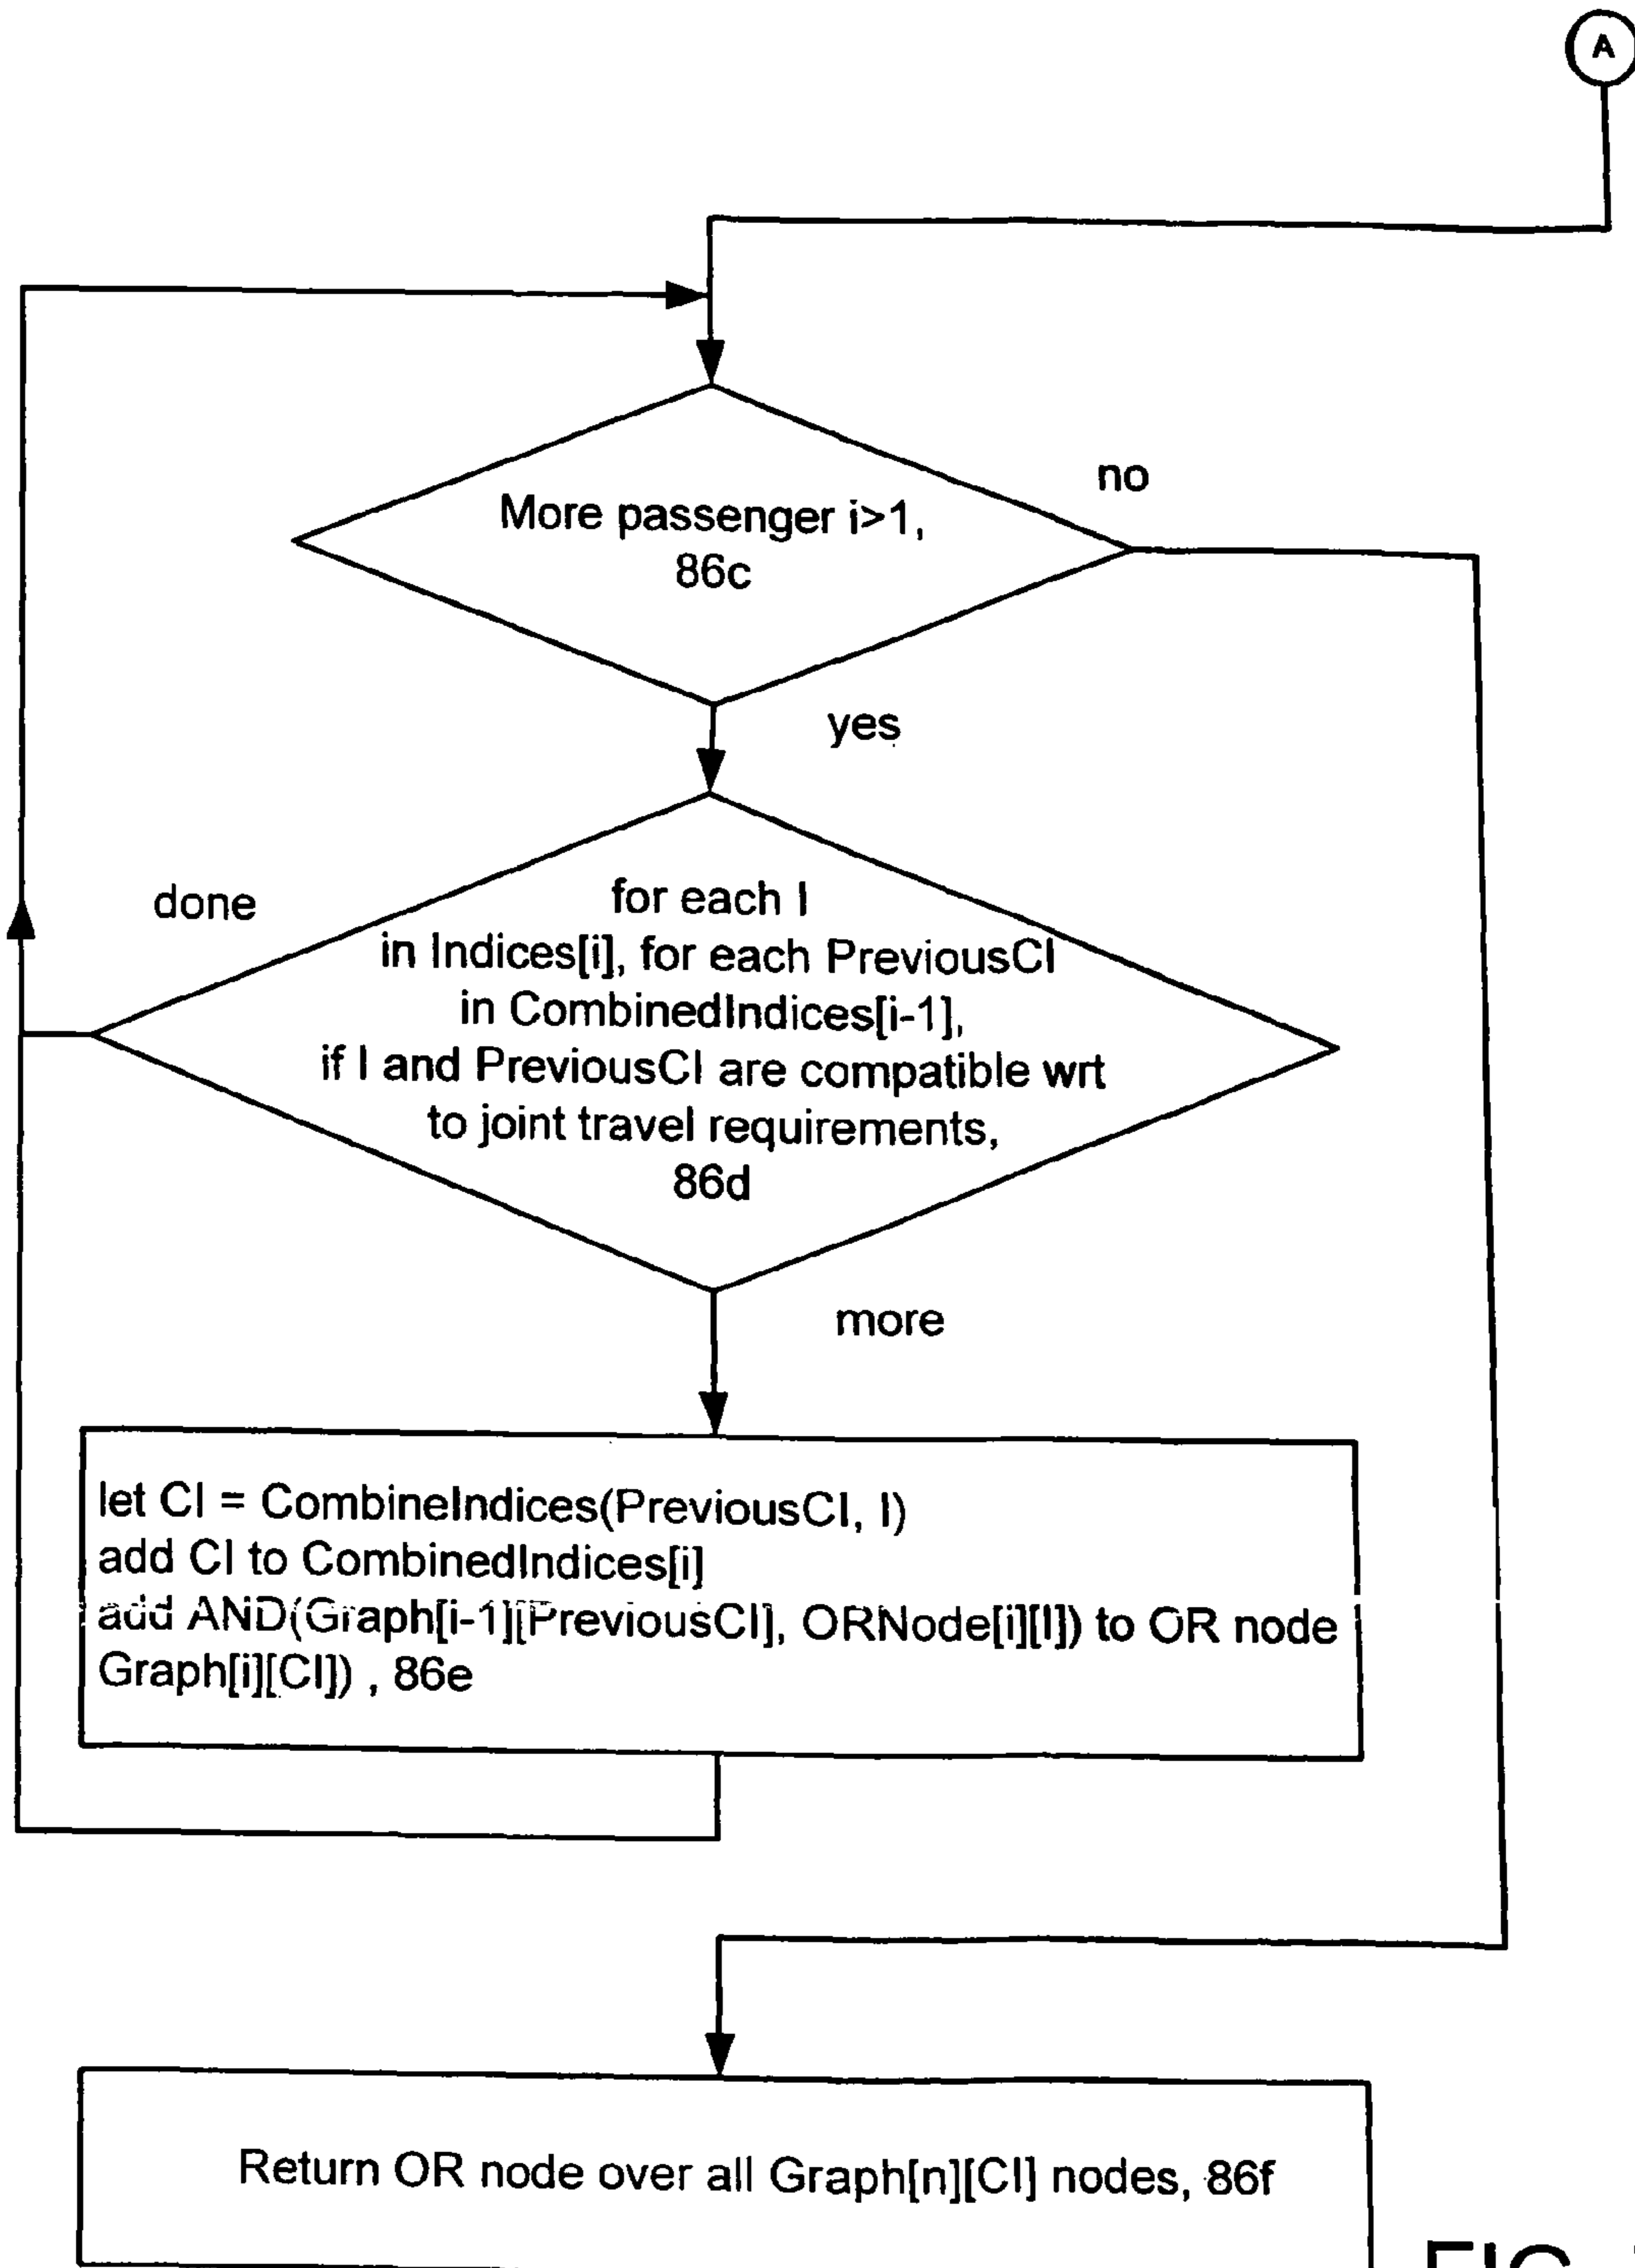 A
More passenger i>1,
86c
no
yes
done
for each I
in Indices[i], for each PreviousCI
in CombinedIndices[i-1],
if I and PreviousCI are compatible wrt
to joint travel requirements,
86d
more
let CI = CombineIndices(PreviousCI, I)
add CI to CombinedIndices[i]
add AND(Graph[i-1][PreviousCI], ORNode[i][I]) to OR node
Graph[i][CI]) , 86e
Return OR node over all Graph[n][CI] nodes, 86f
FIG.